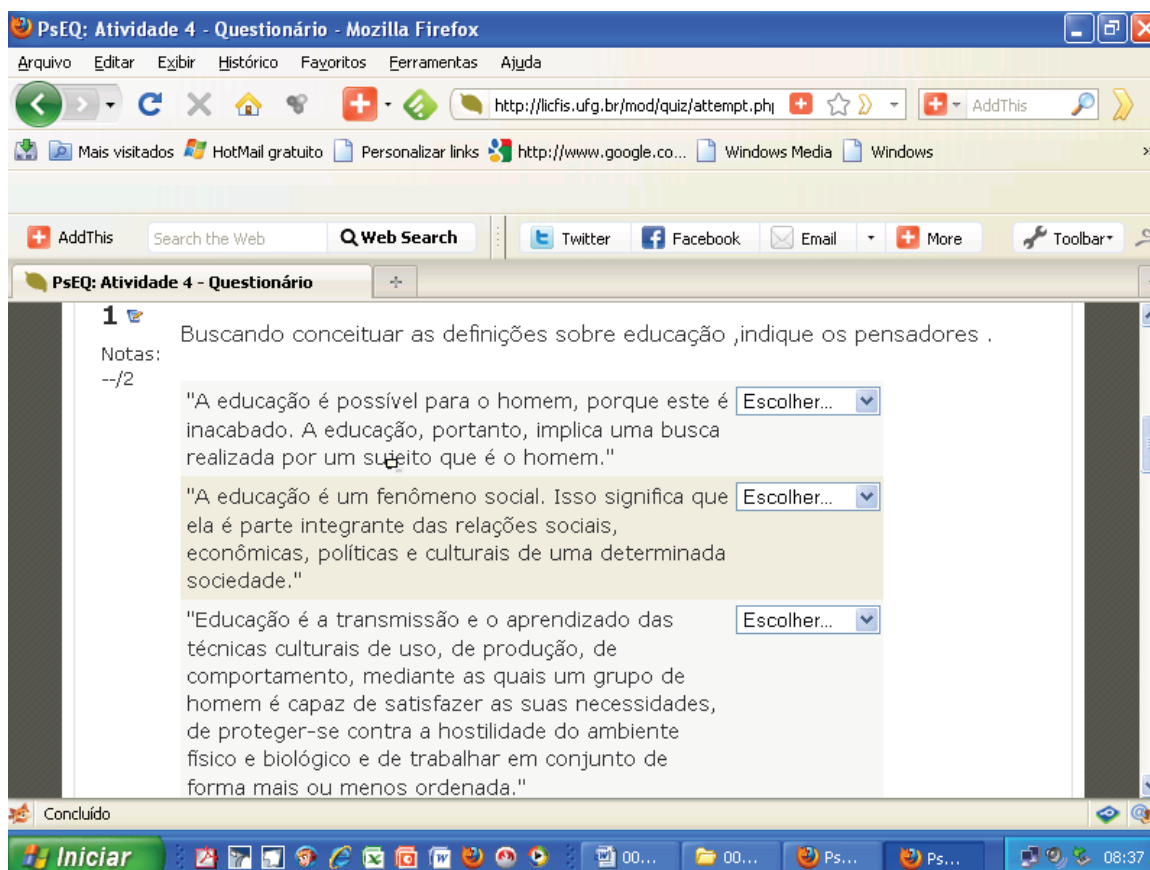 PsEQ: Atividade 4 - Questionário - Mozilla Firefox
Arquivo Editar Exibir Histórico Favoritos Ferramentas Ajuda
http://licfis.ufg.br/mod/quiz/attempt.php AddThis
Mais visitados HotMail gratuito Personalizar links http://www.google.co... Windows Media Windows
AddThis Search the Web Web Search Twitter Facebook Email More Toolbar
PsEQ: Atividade 4 - Questionário
1
Buscando conceituar as definições sobre educação ,indique os pensadores .
Notas:
--/2
"A educação é possível para o homem, porque este é Escolher...
inacabado. A educação, portanto, implica uma busca
realizada por um sujeito que é o homem."
"A educação é um fenômeno social. Isso significa que Escolher...
ela é parte integrante das relações sociais,
econômicas, políticas e culturais de uma determinada
sociedade."
"Educação é a transmissão e o aprendizado das Escolher...
técnicas culturais de uso, de produção, de
comportamento, mediante as quais um grupo de
homem é capaz de satisfazer as suas necessidades,
de proteger-se contra a hostilidade do ambiente
físico e biológico e de trabalhar em conjunto de
forma mais ou menos ordenada."
Concluído
Iniciar 00... 00... Ps... Ps... 08:37